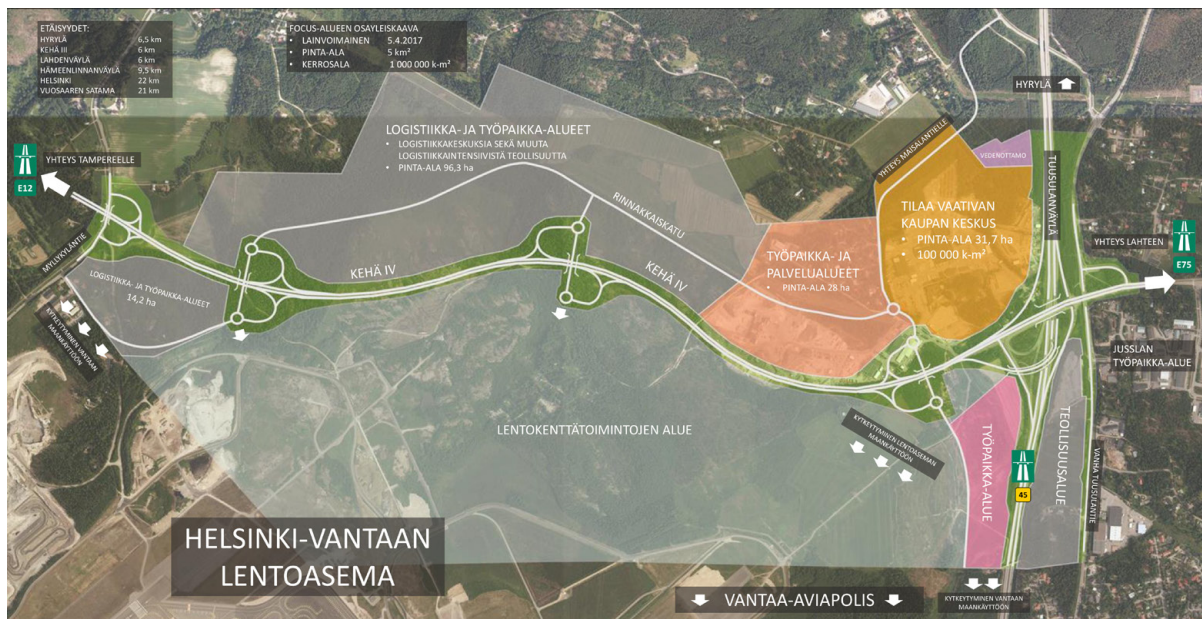 ETÄISYYDET:
HYRYLÄ 6,5 km
KEHÄ III 6 km
LAHDENVÄYLÄ 6 km
HÄMEENLINNANVÄYLÄ 9,5 km
HELSINKI 22 km
VUOSAAREN SATAMA 21 km
FOCUS-ALUEEN OSAYLEISKAAVA
• LAINVOIMAINEN 5.4.2017
• PINTA-ALA 5 km²
• KERROSALA 1 000 000 k-m²
HYRYLÄ
LOGISTIIKKA- JA TYÖPAIKKA-ALUEET
• LOGISTIIKKAKESKUKSIA SEKÄ MUUTA
LOGISTIIKKAINTENSIIVISTÄ TEOLLISUUTTA
• PINTA-ALA 96,3 ha
YHTEYS TAMPEREELLE
E12
YHTEYS MAISALANTIELLE
VEDENOTTAMO
TUUSULANVÄYLÄ
TILAA VAATIVAN
KAUPAN KESKUS
• PINTA-ALA 31,7 ha
• 100 000 k-m²
RINNAKKAISKATU
MYLLYKYLÄNTIE
KEHÄ IV
KEHÄ IV
TYÖPAIKKA- JA
PALVELUALUEET
• PINTA-ALA 28 ha
YHTEYS LAHTEEN
E75
LOGISTIIKKA- JA TYÖPAIKKA-ALUEET
14,2 ha
KYTKEYTYMINEN VANTAAN
MAANKÄYTTÖÖN
JUSSLAN
TYÖPAIKKA-ALUE
LENTOKENTTÄTOIMINTOJEN ALUE
KYTKEYTYMINEN LENTOASEMAN
MAANKÄYTTÖÖN
TYÖPAIKKA-ALUE
45
TEOLLISUUSALUE
VANHA TUUSULANTIE
HELSINKI-VANTAAN
LENTOASEMA
VANTAA-AVIAPOLIS
KYTKEYTYMINEN VANTAAN
MAANKÄYTTÖÖN